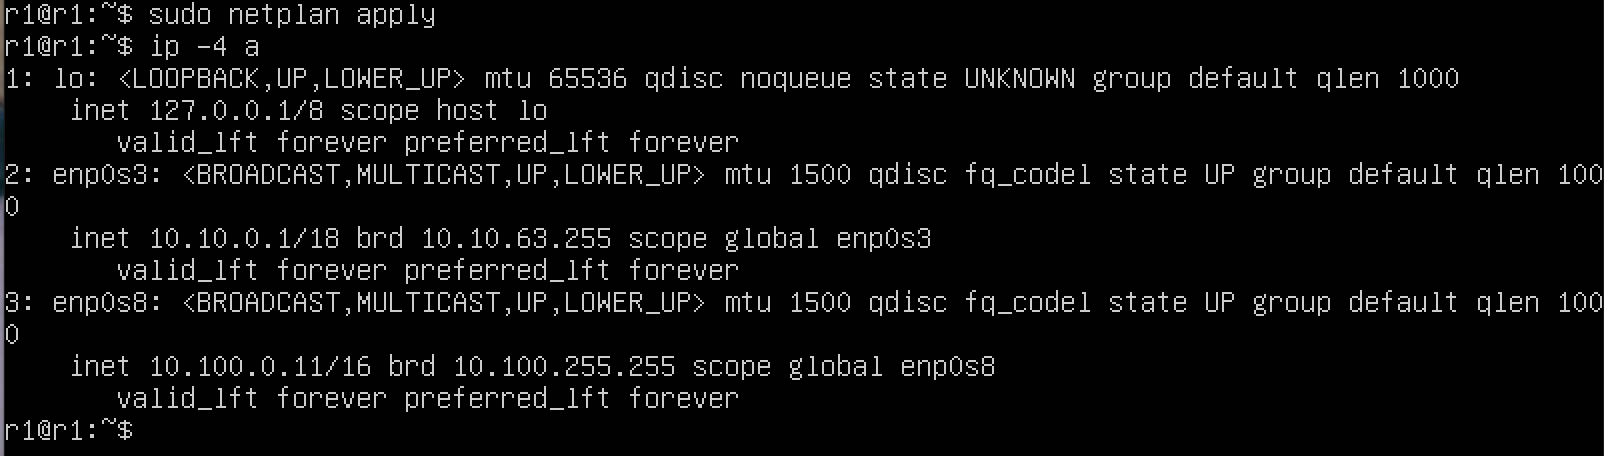 r1@r1:~$ sudo netplan apply
r1@r1:~$ ip -4 a
1: lo: <LOOPBACK,UP,LOWER_UP> mtu 65536 qdisc noqueue state UNKNOWN group default qlen 1000
    inet 127.0.0.1/8 scope host lo
       valid_lft forever preferred_lft forever
2: enp0s3: <BROADCAST,MULTICAST,UP,LOWER_UP> mtu 1500 qdisc fq_codel state UP group default qlen 100
0
    inet 10.10.0.1/18 brd 10.10.63.255 scope global enp0s3
       valid_lft forever preferred_lft forever
3: enp0s8: <BROADCAST,MULTICAST,UP,LOWER_UP> mtu 1500 qdisc fq_codel state UP group default qlen 100
0
    inet 10.100.0.11/16 brd 10.100.255.255 scope global enp0s8
       valid_lft forever preferred_lft forever
r1@r1:~$